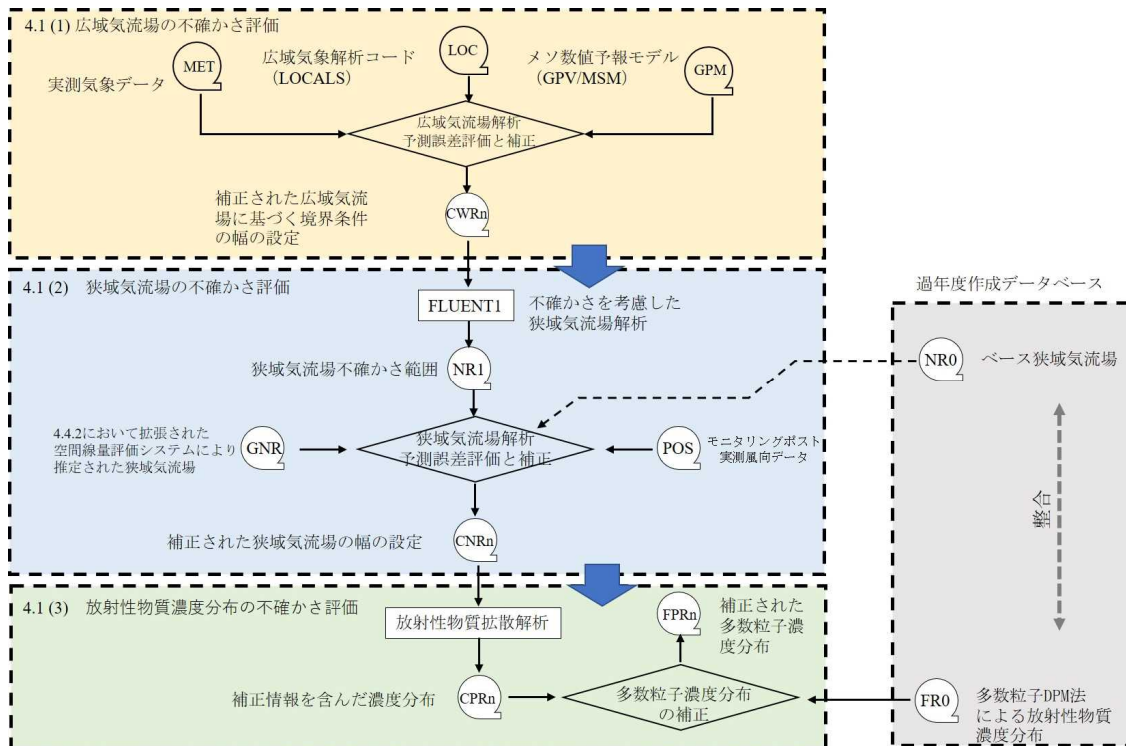 4.1 (1) 広域気流場の不確かさ評価
実測気象データ
MET
広域気象解析コード
（LOCALS）
LOC
メソ数値予報モデル
（GPV/MSM）
GPM
広域気流場解析
予測誤差評価と補正
補正された広域気流
場に基づく境界条件
の幅の設定
CWRn
4.1 (2) 狭域気流場の不確かさ評価
FLUENT1
不確かさを考慮した
狭域気流場解析
狭域気流場不確かさ範囲
NR1
4.4.2において拡張された
空間線量評価システムにより
推定された狭域気流場
GNR
狭域気流場解析
予測誤差評価と補正
POS
モニタリングポスト
実測風向データ
補正された狭域気流場の幅の設定
CNRn
4.1 (3) 放射性物質濃度分布の不確かさ評価
放射性物質拡散解析
FPRn
補正された
多数粒子濃
度分布
補正情報を含んだ濃度分布
CPRn
多数粒子濃度分布
の補正
過年度作成データベース
NR0
ベース狭域気流場
整合
FR0
多数粒子DPM法
による放射性物質
濃度分布